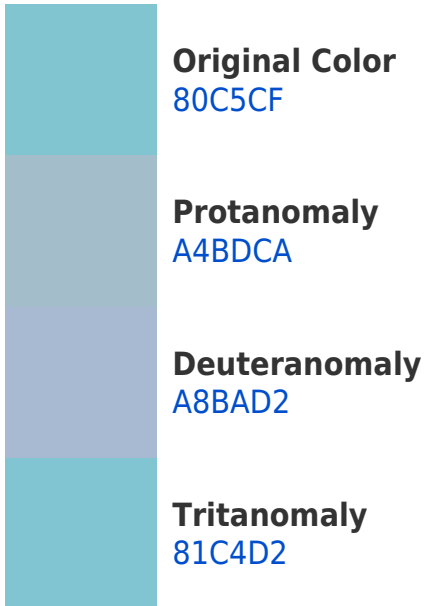 Original Color
80C5CF
Protanomaly
A4BDCA
Deuteranomaly
A8BAD2
Tritanomaly
81C4D2